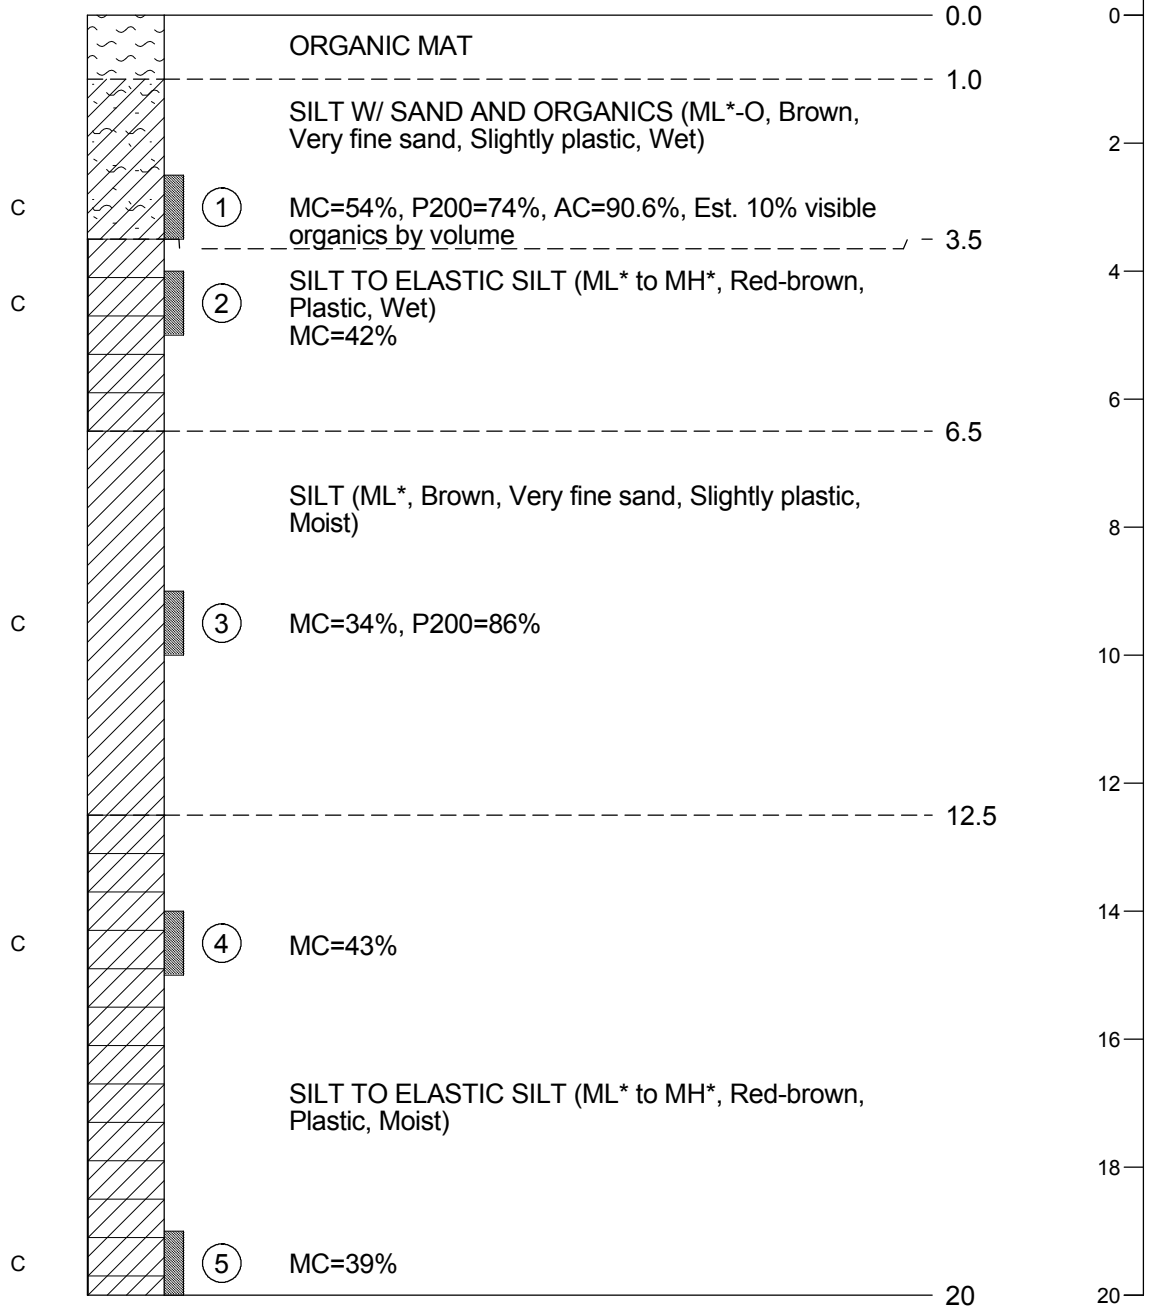 0.0 0
ORGANIC MAT
1.0
SILT W/ SAND AND ORGANICS (ML*-O, Brown,
Very fine sand, Slightly plastic, Wet)
2
C 1 MC=54%, P200=74%, AC=90.6%, Est. 10% visible
organics by volume
3.5
SILT TO ELASTIC SILT (ML* to MH*, Red-brown,
4
C 2 Plastic, Wet)
MC=42%
6
6.5
SILT (ML*, Brown, Very fine sand, Slightly plastic,
Moist)
8
C 3 MC=34%, P200=86%
10
12
12.5
14
C 4 MC=43%
16
SILT TO ELASTIC SILT (ML* to MH*, Red-brown,
Plastic, Moist)
18
C 5 MC=39%
20 20